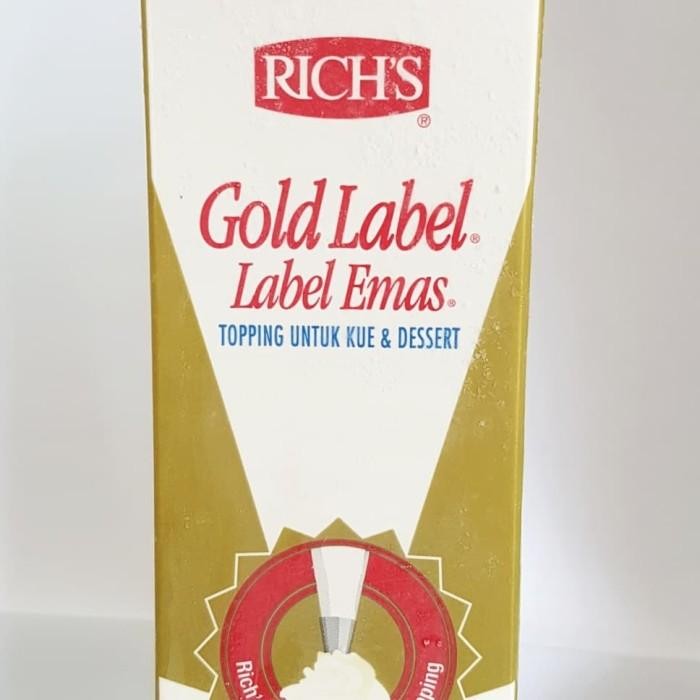 RICH'S
®
Gold Label®
Label Emas®
TOPPING UNTUK KUE & DESSERT